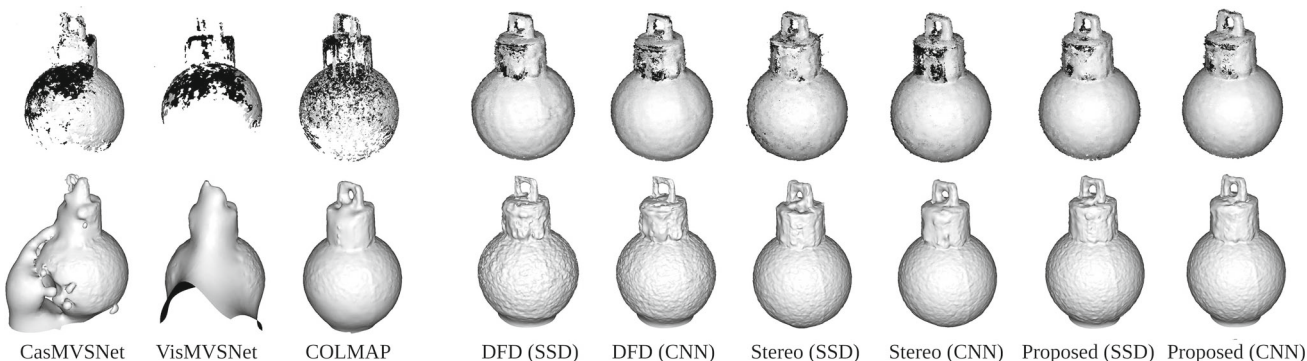 CasMVSNet VisMVSNet COLMAP DFD (SSD) DFD (CNN) Stereo (SSD) Stereo (CNN) Proposed (SSD) Proposed (CNN)